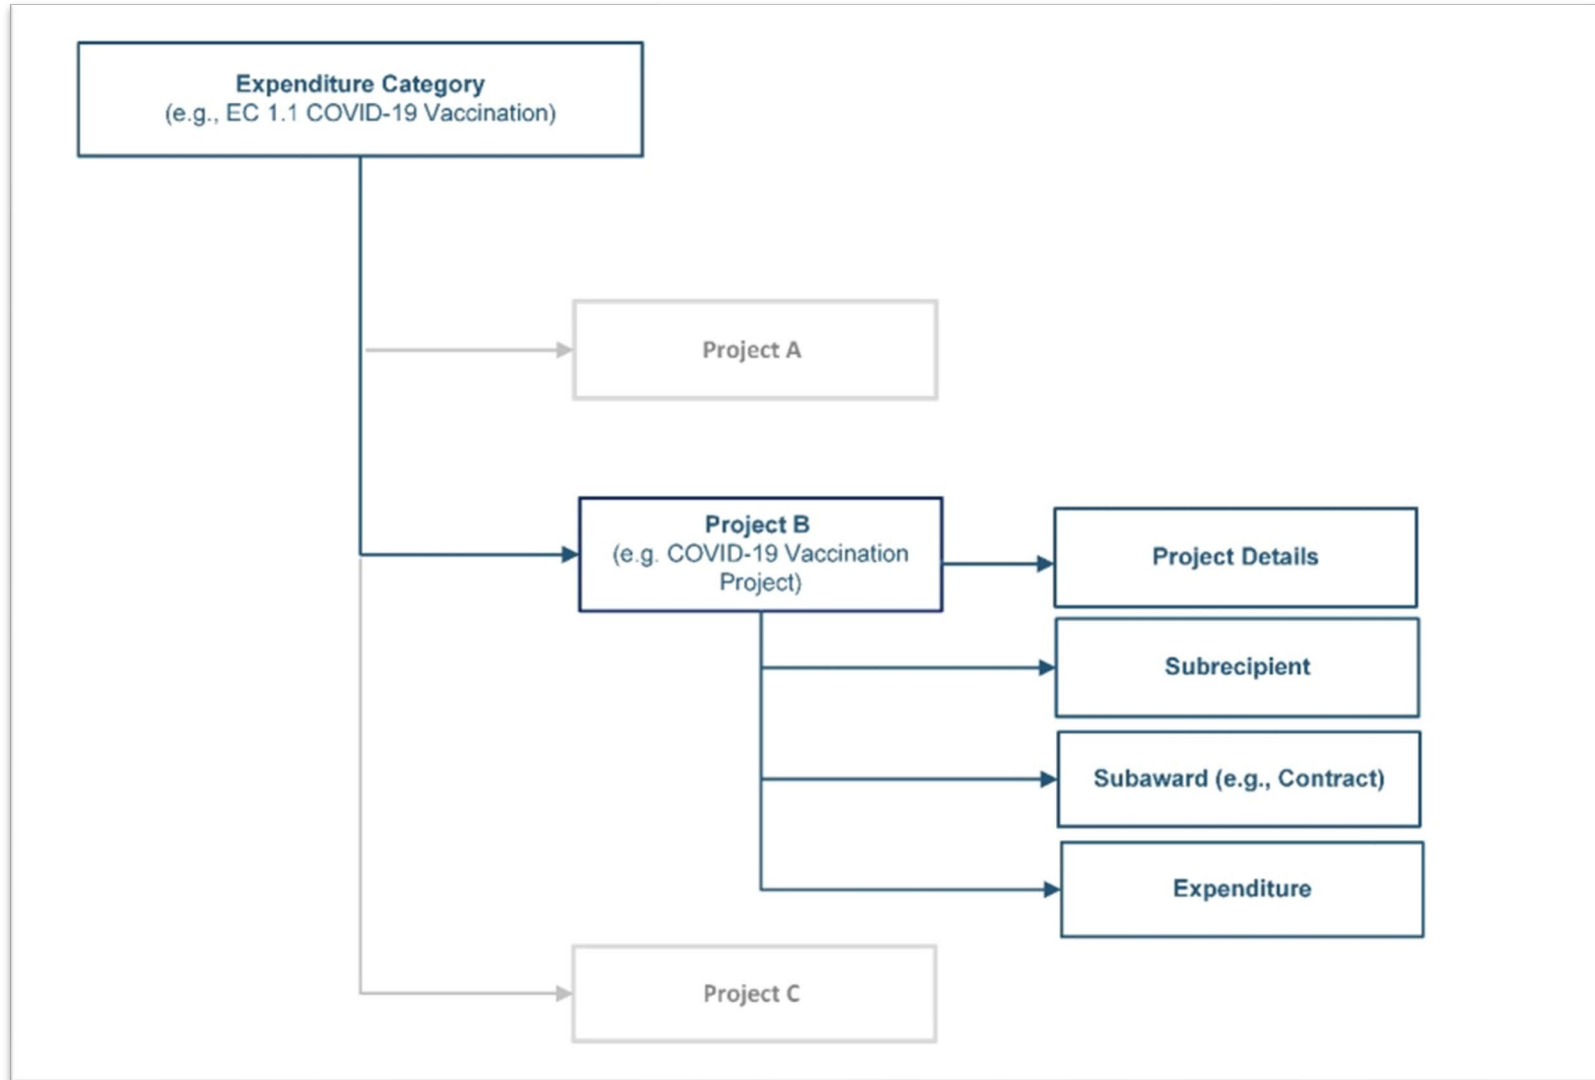 Expenditure Category
(e.g., EC 1.1 COVID-19 Vaccination)
Project A
Project B
(e.g. COVID-19 Vaccination
Project)
Project Details
Subrecipient
Subaward (e.g., Contract)
Expenditure
Project C